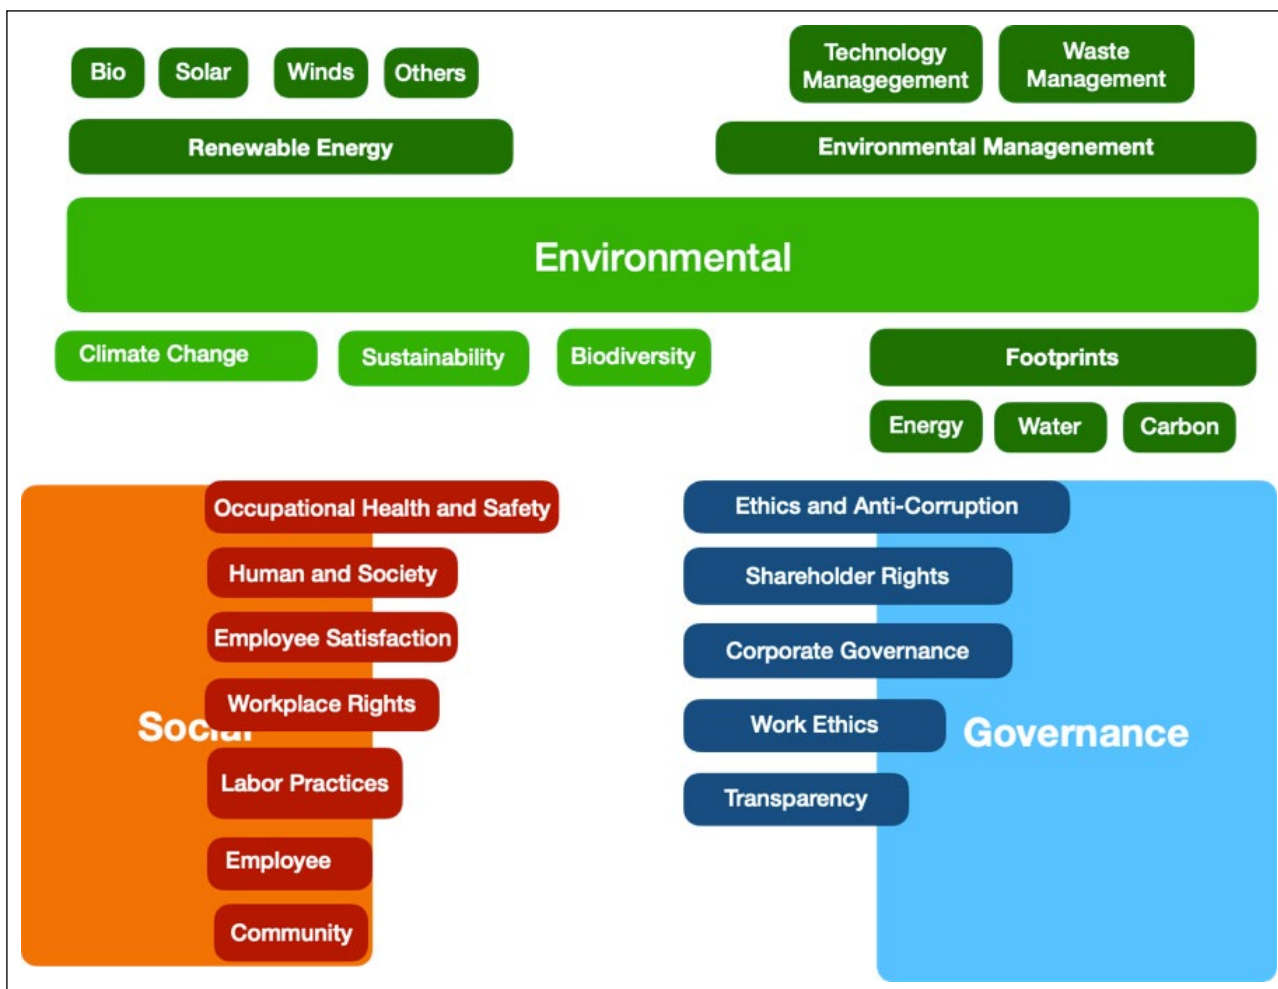 Bio
Solar
Winds
Others
Technology
Managegement
Waste
Management
Renewable Energy
Environmental Managenement
Environmental
Climate Change
Sustainability
Biodiversity
Footprints
Energy
Water
Carbon
Social
Occupational Health and Safety
Human and Society
Employee Satisfaction
Workplace Rights
Labor Practices
Employee
Community
Ethics and Anti-Corruption
Shareholder Rights
Corporate Governance
Work Ethics
Transparency
Governance